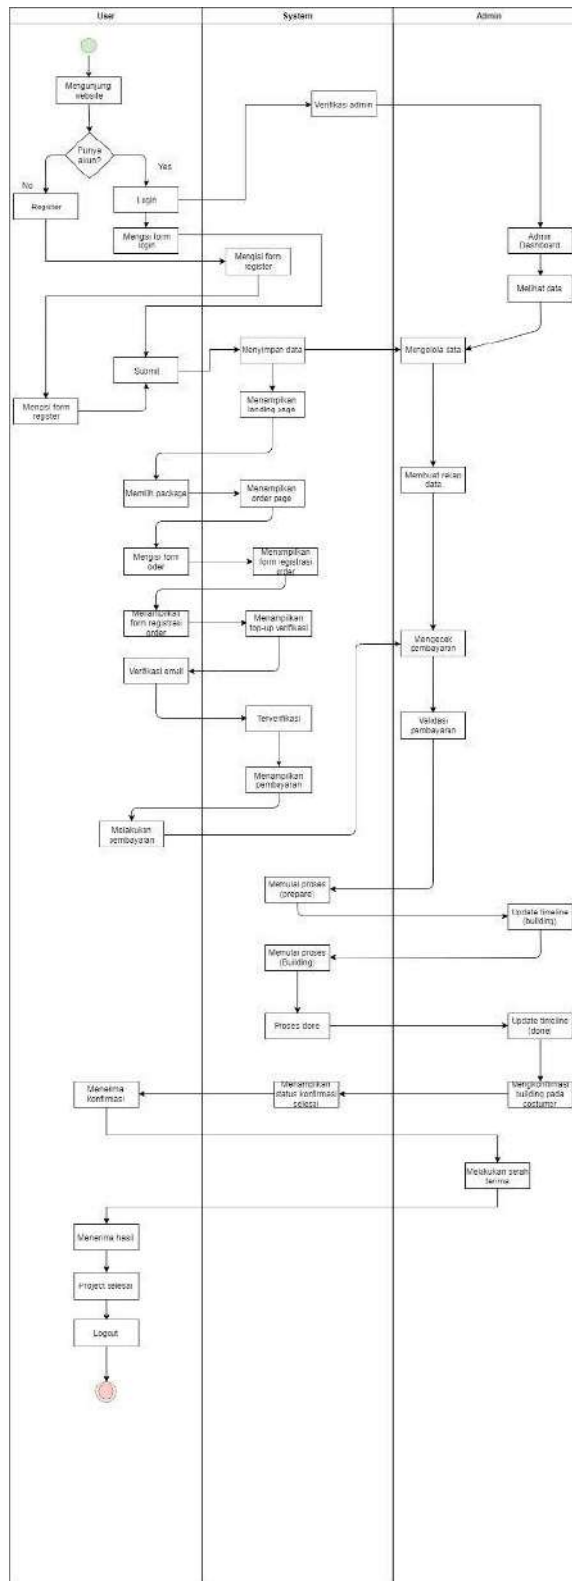 User
System
Admin
Mengunjungi
website
Verifikasi admin
Punya
akun?
Yes
No
Login
Register
Mengisi form
login
Admin
Dashboard
Mengisi form
register
Melihat data
Menyimpan data
Mengelola data
Submit
Mengisi form
register
Menampilkan
landing page
Memilih package
Menampilkan
order page
Membuat rekap
data
Mengisi form
oder
Menampilkan
form registrasi
order
Menampilkan
form registrasi
order
Menampilkan
top-up verifikasi
Mengecek
pembayaran
Verifikasi email
Terverifikasi
Validasi
pembayaran
Menampilkan
pembayaran
Melakukan
pembayaran
Memulai proses
(prepare)
Update timeline
(building)
Memulai proses
(Building)
Proses done
Update timeline
(done)
Menerima
konfirmasi
Menampilkan
status konfirmasi
selesai
Mengkonfirmasi
building pada
costumer
Melakukan serah
terima
Menerima hasil
Project selesai
Logout